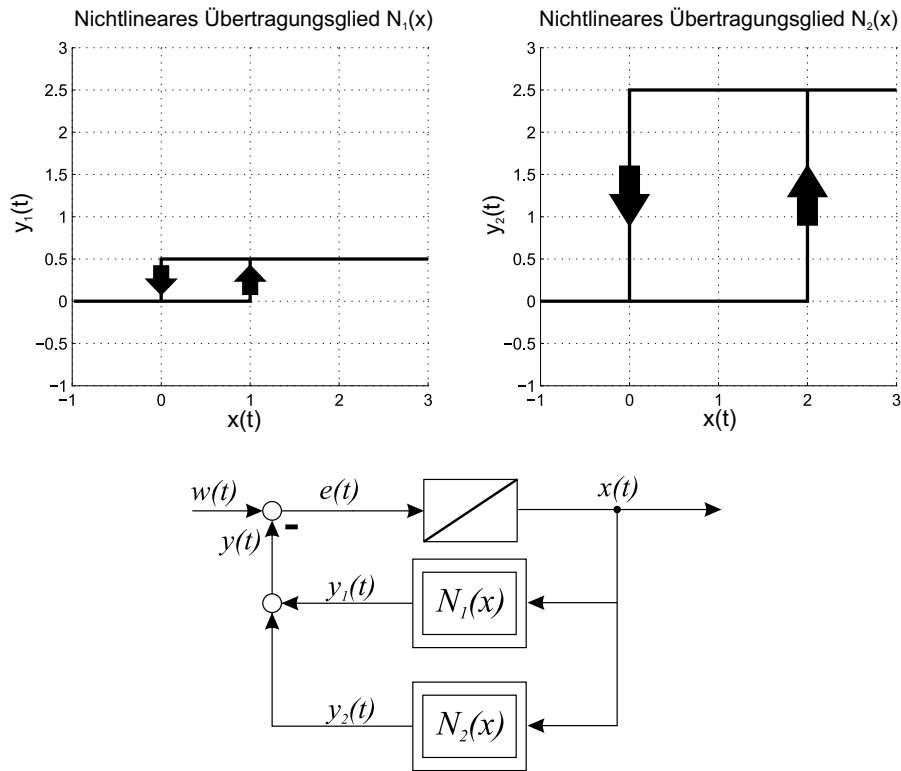 Nichtlineares Übertragungsglied N₁(x)
3
2.5
2
1.5
1
0.5
0
−0.5
−1
y₁(t)
−1 0 1 2 3
x(t)
Nichtlineares Übertragungsglied N₂(x)
3
2.5
2
1.5
1
0.5
0
−0.5
−1
y₂(t)
−1 0 1 2 3
x(t)
w(t) e(t) x(t)
-
y(t)
y₁(t) N₁(x)
y₂(t) N₂(x)